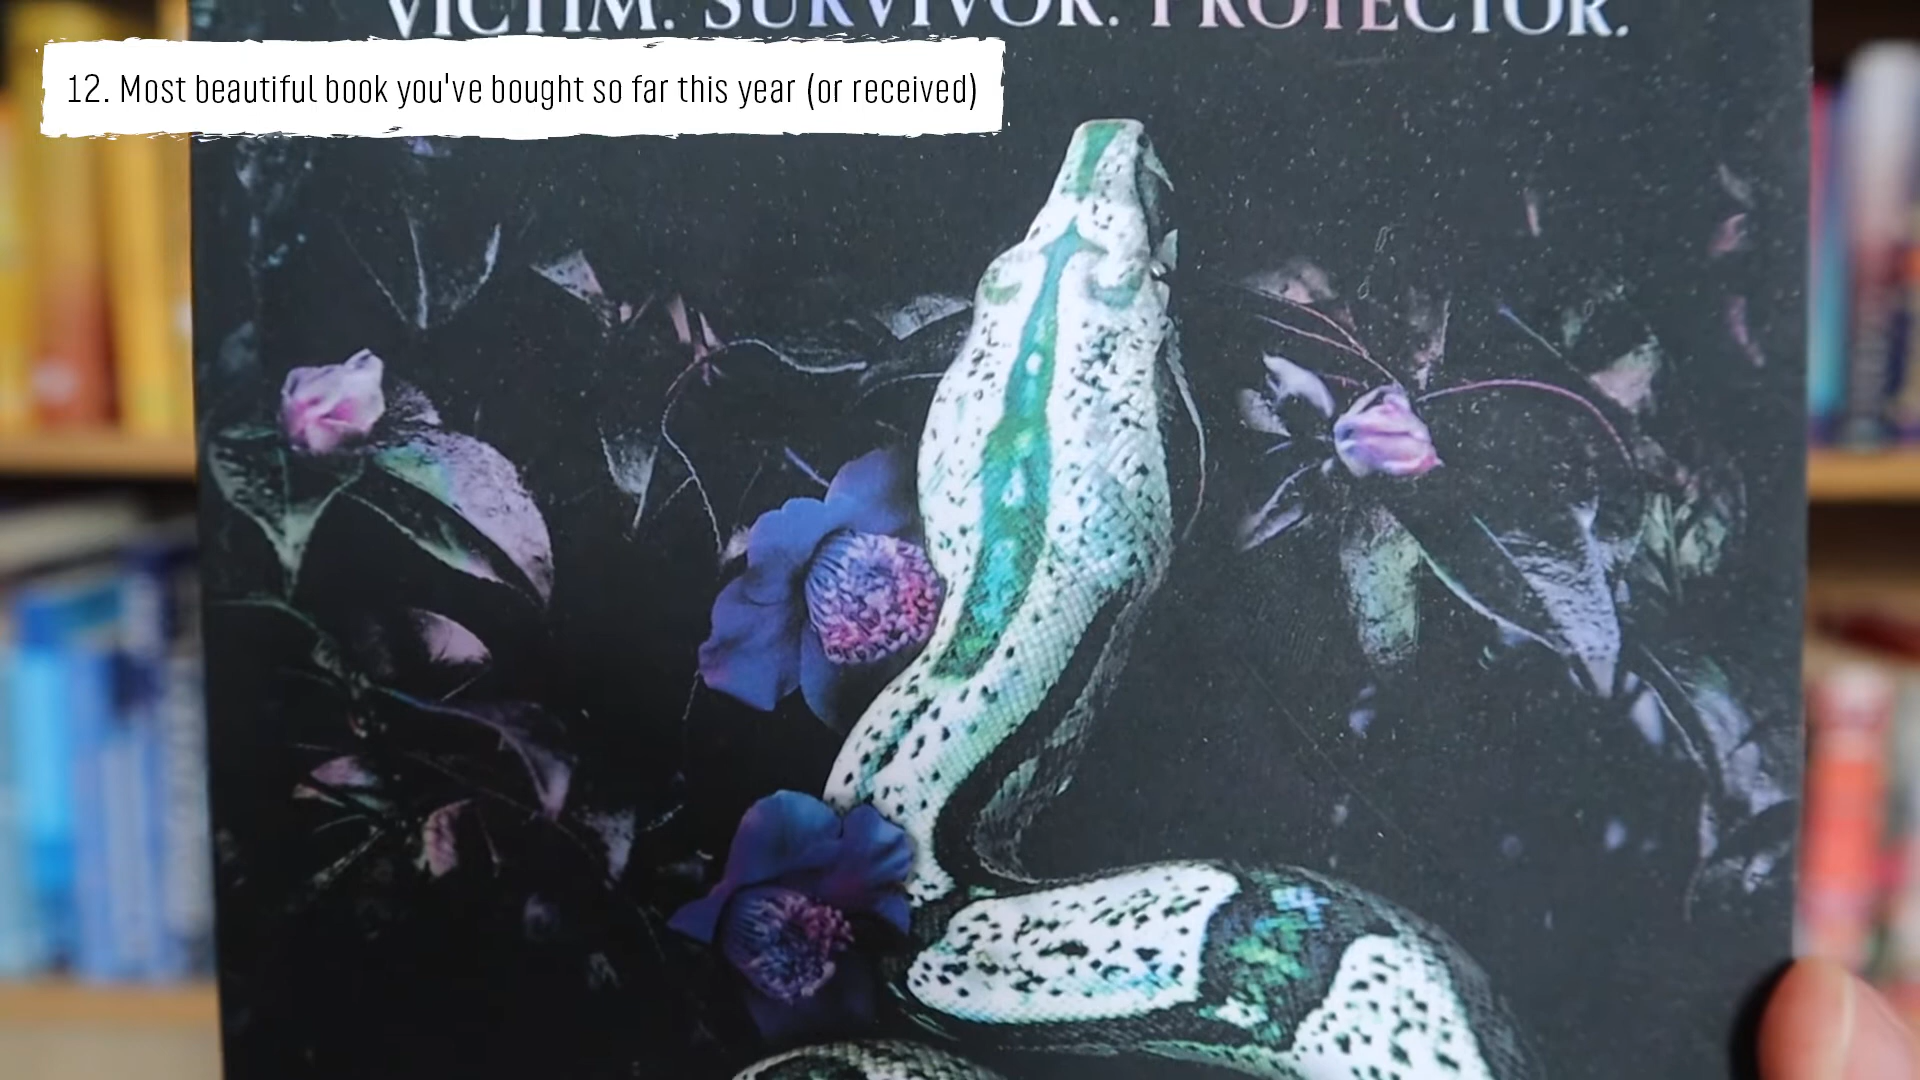 VICTIM. SURVIVOR. PROTECTOR.
12. Most beautiful book you've bought so far this year (or received)